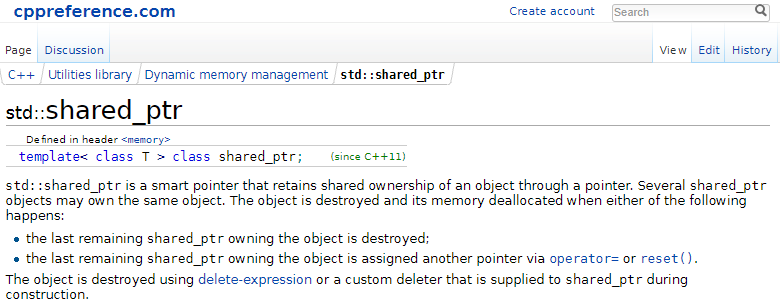 cppreference.com
Create account Search
Page Discussion View Edit History
C++ Utilities library Dynamic memory management std::shared_ptr
std::shared_ptr
Defined in header <memory>
template< class T > class shared_ptr; (since C++11)
std::shared_ptr is a smart pointer that retains shared ownership of an object through a pointer. Several shared_ptr
objects may own the same object. The object is destroyed and its memory deallocated when either of the following
happens:
• the last remaining shared_ptr owning the object is destroyed;
• the last remaining shared_ptr owning the object is assigned another pointer via operator= or reset().
The object is destroyed using delete-expression or a custom deleter that is supplied to shared_ptr during
construction.